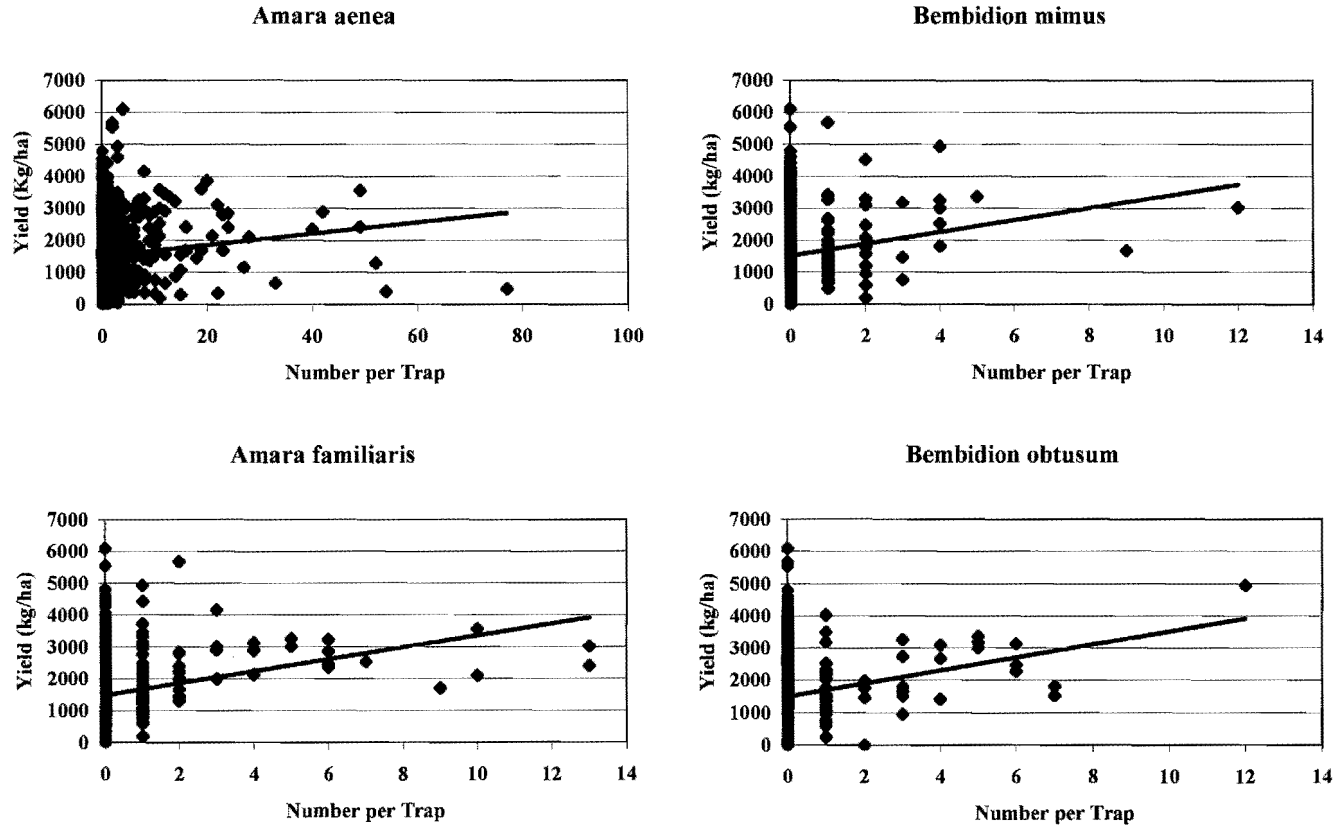 Amara aenea
Yield (Kg/ha)
7000
6000
5000
4000
3000
2000
1000
0
0 20 40 60 80 100
Number per Trap
Bembidion mimus
Yield (kg/ha)
7000
6000
5000
4000
3000
2000
1000
0
0 2 4 6 8 10 12 14
Number per Trap
Amara familiaris
Yield (kg/ha)
7000
6000
5000
4000
3000
2000
1000
0
0 2 4 6 8 10 12 14
Number per Trap
Bembidion obtusum
Yield (kg/ha)
7000
6000
5000
4000
3000
2000
1000
0
0 2 4 6 8 10 12 14
Number per Trap